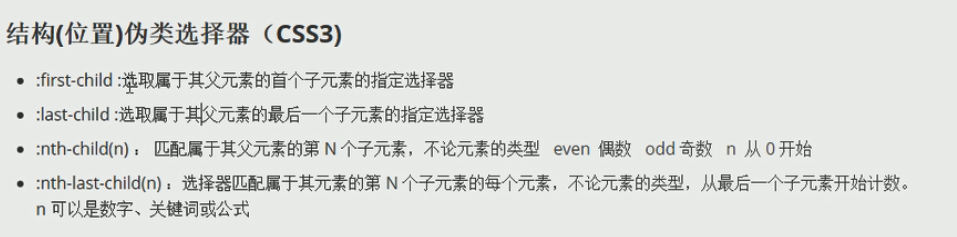 结构(位置)伪类选择器（CSS3)
:first-child :选取属于其父元素的首个子元素的指定选择器
:last-child :选取属于其父元素的最后一个子元素的指定选择器
:nth-child(n) ： 匹配属于其父元素的第 N 个子元素，不论元素的类型 even 偶数 odd 奇数 n 从 0 开始
:nth-last-child(n) ：选择器匹配属于其元素的第 N 个子元素的每个元素，不论元素的类型，从最后一个子元素开始计数。
n 可以是数字、关键词或公式